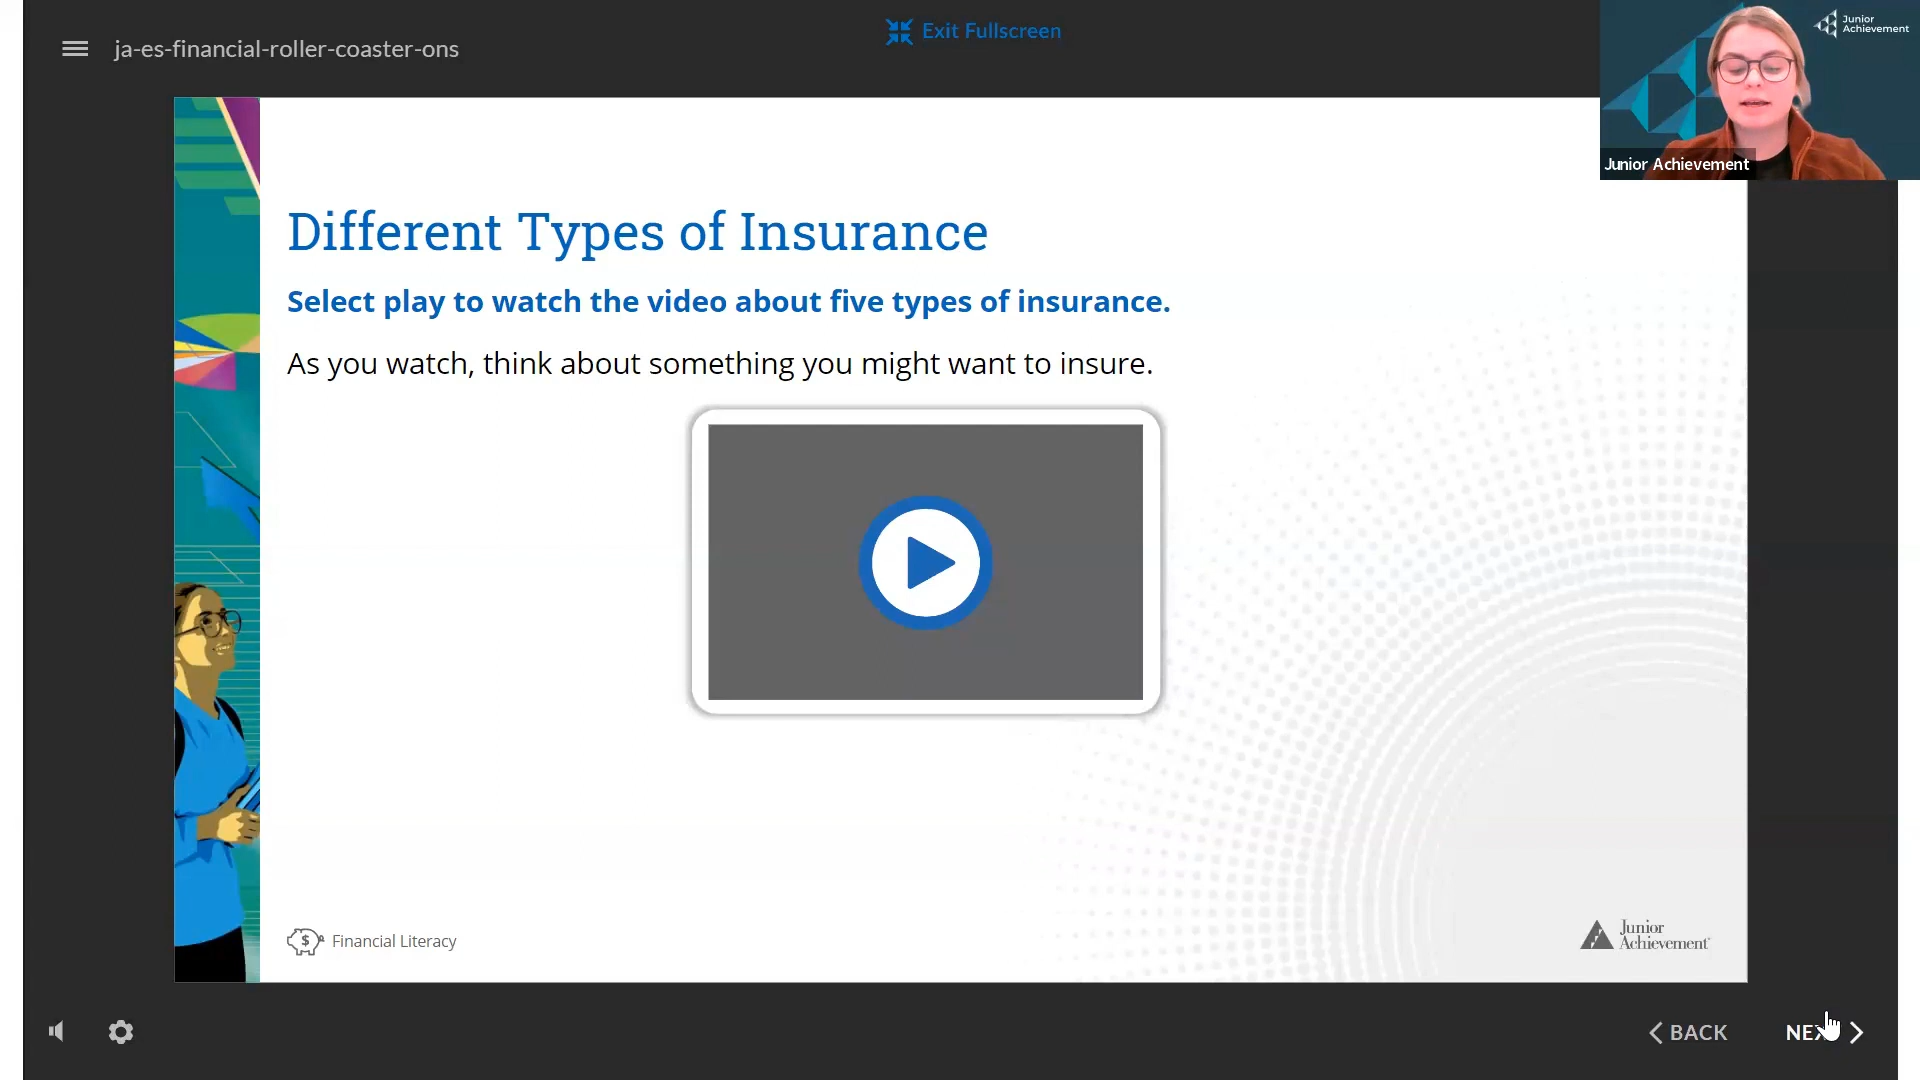 ja-es-financial-roller-coaster-ons
Exit Fullscreen
Junior
Achievement
Junior Achievement
Different Types of Insurance
Select play to watch the video about five types of insurance.
As you watch, think about something you might want to insure.
$
Financial Literacy
Junior
Achievement
BACK
NEXT